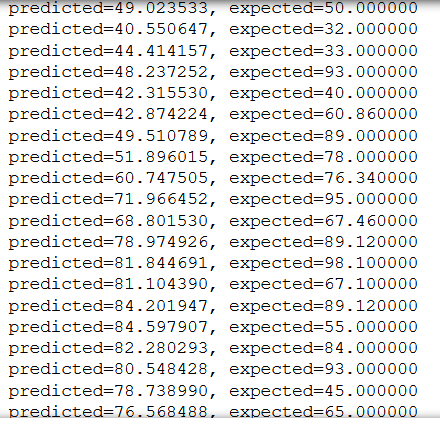 predicted=49.023533, expected=50.000000
predicted=40.550647, expected=32.000000
predicted=44.414157, expected=33.000000
predicted=48.237252, expected=93.000000
predicted=42.315530, expected=40.000000
predicted=42.874224, expected=60.860000
predicted=49.510789, expected=89.000000
predicted=51.896015, expected=78.000000
predicted=60.747505, expected=76.340000
predicted=71.966452, expected=95.000000
predicted=68.801530, expected=67.460000
predicted=78.974926, expected=89.120000
predicted=81.844691, expected=98.100000
predicted=81.104390, expected=67.100000
predicted=84.201947, expected=89.120000
predicted=84.597907, expected=55.000000
predicted=82.280293, expected=84.000000
predicted=80.548428, expected=93.000000
predicted=78.738990, expected=45.000000
predicted=76.568488, expected=65.000000